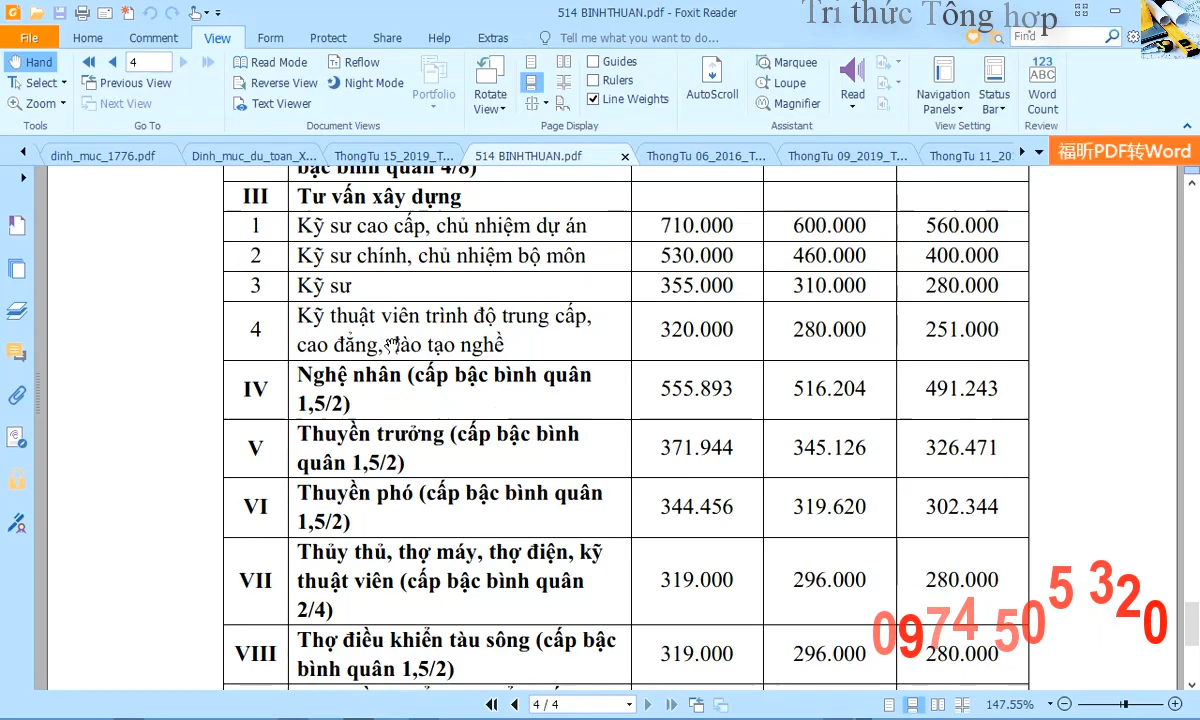 514 BINHTHUAN.pdf - Foxit Reader
Tri thức Tổng hợp
File Home Comment View Form Protect Share Help Extras Tell me what you want to do... Find
Hand 4 Read Mode Reflow Guides Marquee
Select Previous View Reverse View Night Mode Portfolio Rotate View Rulers AutoScroll Loupe Read Navigation Panels Status Bar 123 ABC Word Count
Zoom Next View Text Viewer Line Weights Magnifier
Tools Go To Document Views Page Display Assistant View Setting Review
dinh_muc_1776.pdf Dinh_muc_du_toan_X... ThongTu 15_2019_T... 514 BINHTHUAN.pdf ThongTu 06_2016_T... ThongTu 09_2019_T... ThongTu 11_20 福昕PDF转Word
bậc bình quân 4/8)
III Tư vấn xây dựng
1 Kỹ sư cao cấp, chủ nhiệm dự án 710.000 600.000 560.000
2 Kỹ sư chính, chủ nhiệm bộ môn 530.000 460.000 400.000
3 Kỹ sư 355.000 310.000 280.000
4 Kỹ thuật viên trình độ trung cấp, cao đẳng, đào tạo nghề 320.000 280.000 251.000
IV Nghệ nhân (cấp bậc bình quân 1,5/2) 555.893 516.204 491.243
V Thuyền trưởng (cấp bậc bình quân 1,5/2) 371.944 345.126 326.471
VI Thuyền phó (cấp bậc bình quân 1,5/2) 344.456 319.620 302.344
VII Thủy thủ, thợ máy, thợ điện, kỹ thuật viên (cấp bậc bình quân 2/4) 319.000 296.000 280.000
VIII Thợ điều khiển tàu sông (cấp bậc bình quân 1,5/2) 319.000 296.000 280.000
0974 505 320
4 / 4 147.55%